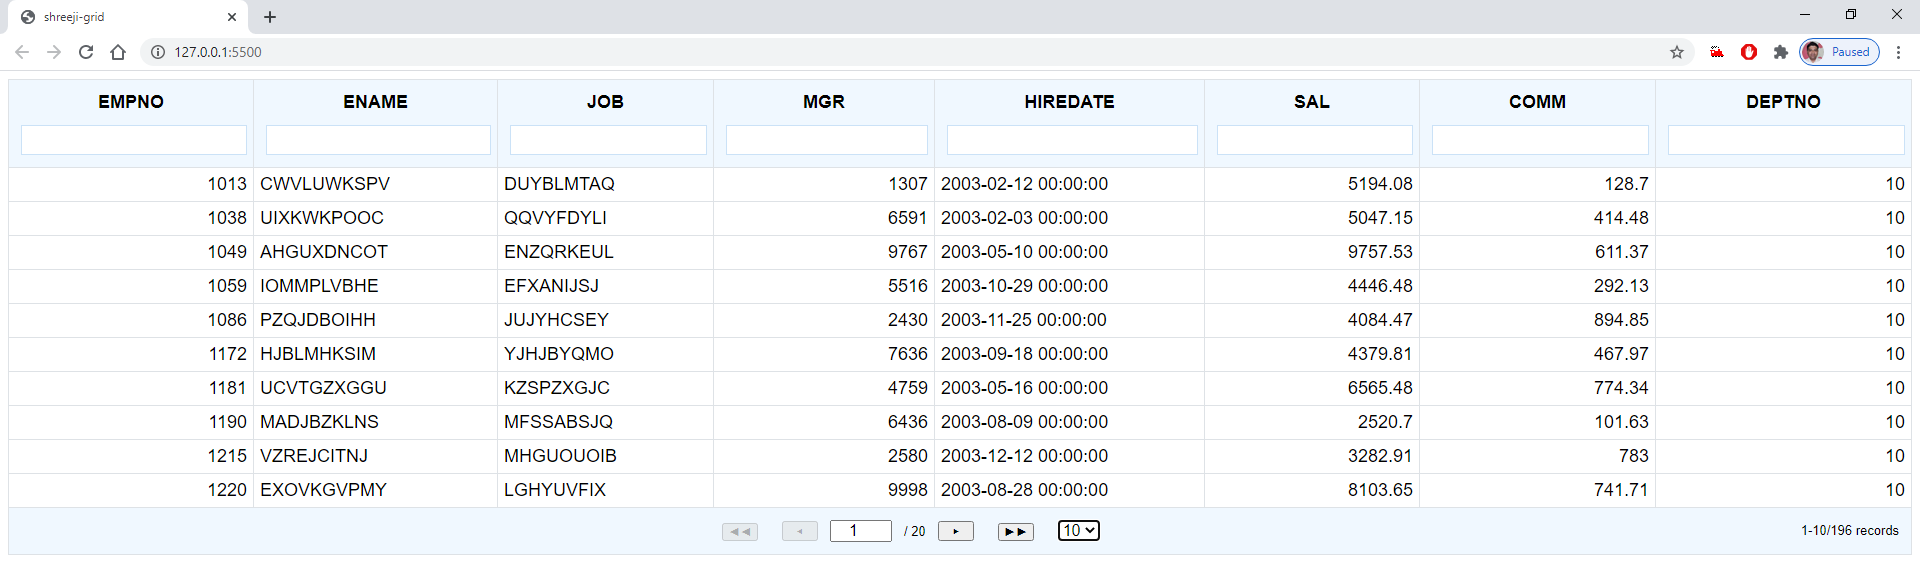 shreeji-grid
127.0.0.1:5500
Paused
EMPNO ENAME JOB MGR HIREDATE SAL COMM DEPTNO
1013 CWVLUWKSPV DUYBLMTAQ 1307 2003-02-12 00:00:00 5194.08 128.7 10
1038 UIXKWKPOOC QQVYFDYLI 6591 2003-02-03 00:00:00 5047.15 414.48 10
1049 AHGUXDNCOT ENZQRKEUL 9767 2003-05-10 00:00:00 9757.53 611.37 10
1059 IOMMPLVBHE EFXANIJSJ 5516 2003-10-29 00:00:00 4446.48 292.13 10
1086 PZQJDBOIHH JUJYHCSEY 2430 2003-11-25 00:00:00 4084.47 894.85 10
1172 HJBLMHKSIM YJHJBYQMO 7636 2003-09-18 00:00:00 4379.81 467.97 10
1181 UCVTGZXGGU KZSPZXGJC 4759 2003-05-16 00:00:00 6565.48 774.34 10
1190 MADJBZKLNS MFSSABSJQ 6436 2003-08-09 00:00:00 2520.7 101.63 10
1215 VZREJCITNJ MHGUOUOIB 2580 2003-12-12 00:00:00 3282.91 783 10
1220 EXOVKGVPMY LGHYUVFIX 9998 2003-08-28 00:00:00 8103.65 741.71 10
1 / 20 10 1-10/196 records